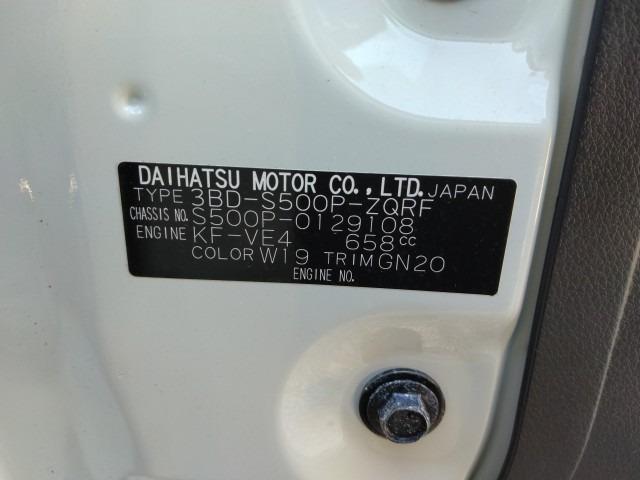 DAIHATSU MOTOR CO., LTD. JAPAN
TYPE 3BD-S500P-ZQRF
CHASSIS NO. S500P-0129108
ENGINE KF-VE4 658cc
COLOR W19 TRIM GN20
ENGINE NO.